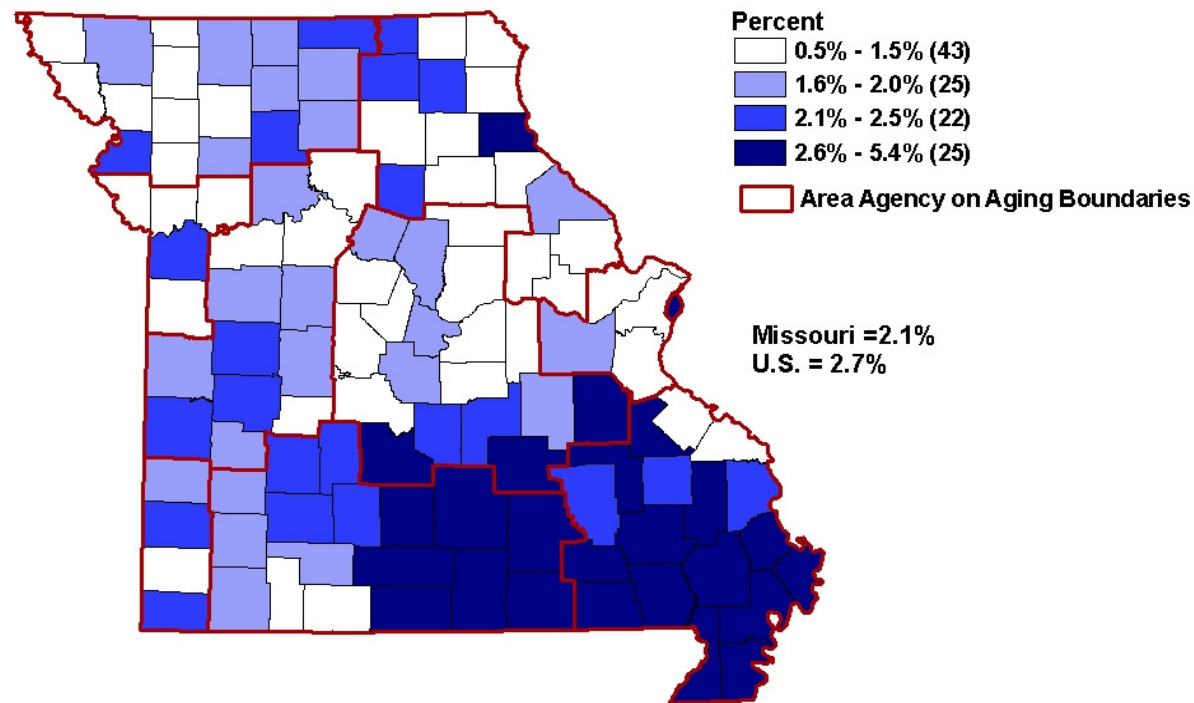 Percent
0.5% - 1.5% (43)
1.6% - 2.0% (25)
2.1% - 2.5% (22)
2.6% - 5.4% (25)
Area Agency on Aging Boundaries
Missouri =2.1%
U.S. = 2.7%